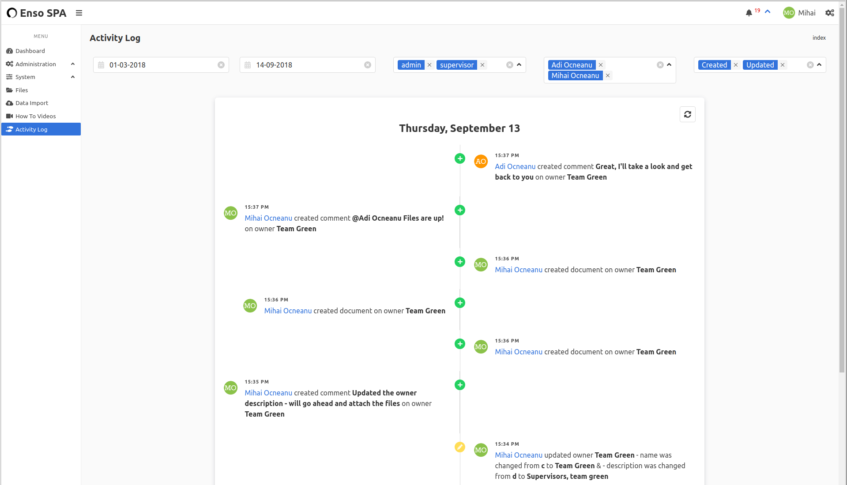 Enso SPA
19
MO Mihai
MENU
Dashboard
Administration
System
Files
Data Import
How To Videos
Activity Log
Activity Log
index
01-03-2018
14-09-2018
admin × supervisor ×
Adi Ocneanu ×
Mihai Ocneanu ×
Created × Updated ×
Thursday, September 13
AO
15:37 PM
Adi Ocneanu created comment Great, I'll take a look and get
back to you on owner Team Green
MO
15:37 PM
Mihai Ocneanu created comment @Adi Ocneanu Files are up!
on owner Team Green
MO
15:36 PM
Mihai Ocneanu created document on owner Team Green
MO
15:36 PM
Mihai Ocneanu created document on owner Team Green
MO
15:36 PM
Mihai Ocneanu created document on owner Team Green
MO
15:35 PM
Mihai Ocneanu created comment Updated the owner
description - will go ahead and attach the files on owner
Team Green
MO
15:34 PM
Mihai Ocneanu updated owner Team Green - name was
changed from c to Team Green & - description was changed
from d to Supervisors, team green